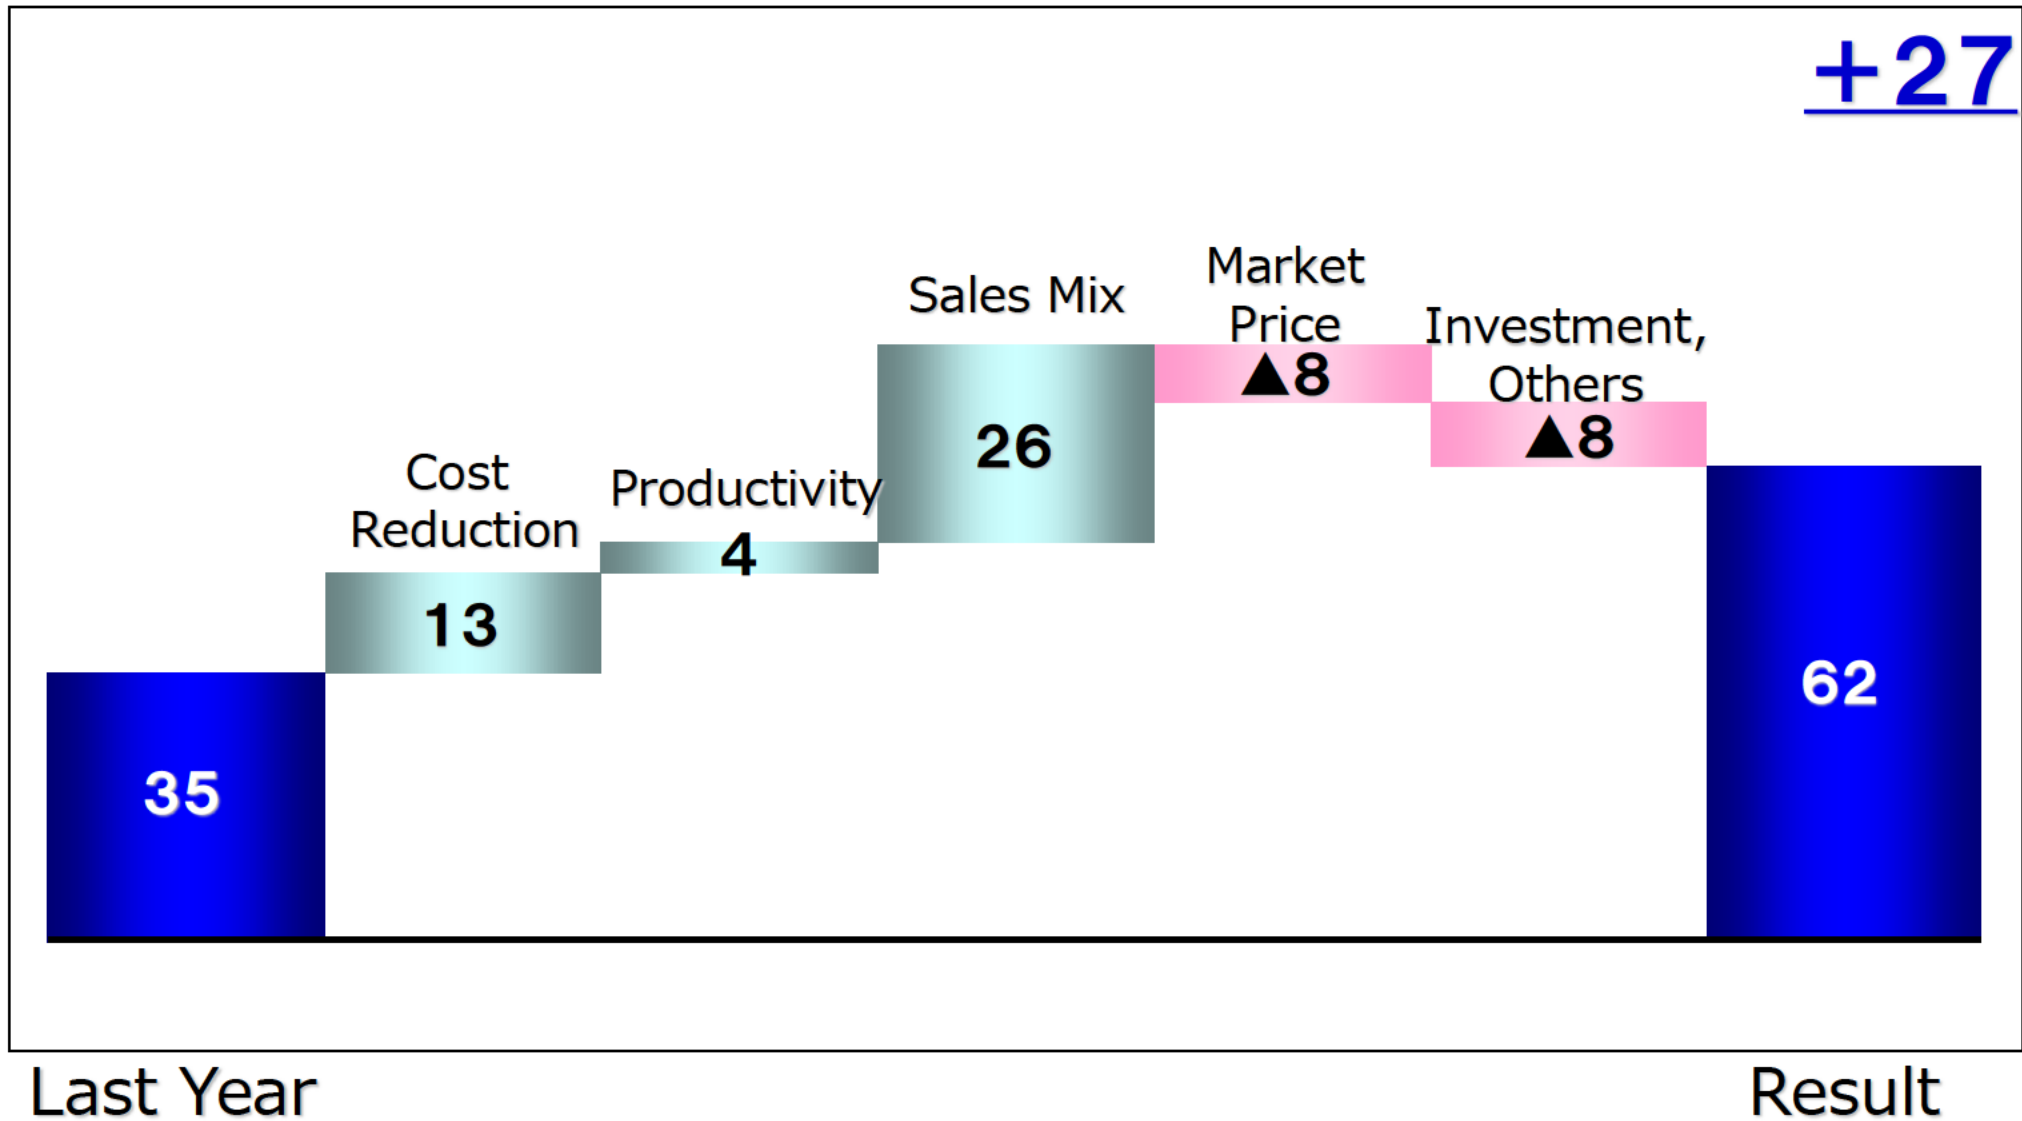 +27
Market
Price
Sales Mix
Investment,
Others
▲8
▲8
26
Cost
Reduction
Productivity
4
13
62
35
Last Year
Result